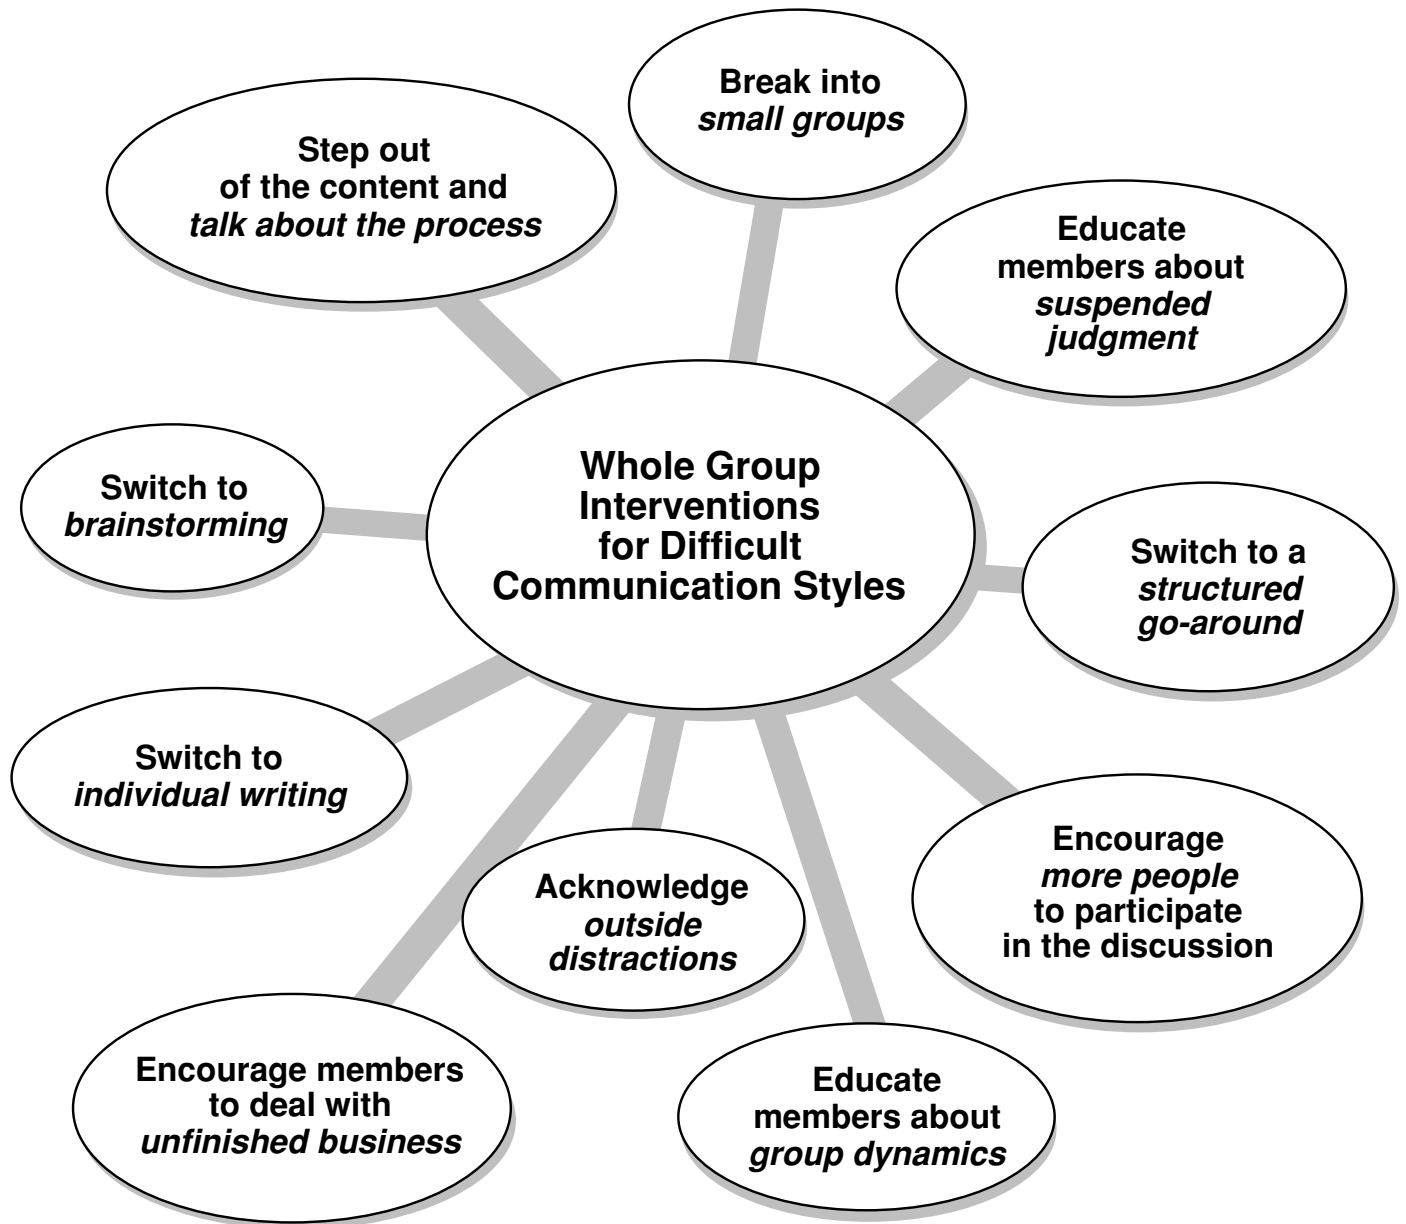 Break into
small groups
Step out
of the content and
talk about the process
Educate
members about
suspended
judgment
Whole Group
Interventions
for Difficult
Communication Styles
Switch to
brainstorming
Switch to a
structured
go-around
Switch to
individual writing
Encourage
more people
to participate
in the discussion
Acknowledge
outside
distractions
Encourage members
to deal with
unfinished business
Educate
members about
group dynamics